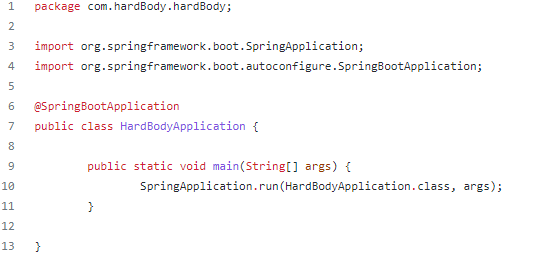 1 package com.hardBody.hardBody;
2
3 import org.springframework.boot.SpringApplication;
4 import org.springframework.boot.autoconfigure.SpringBootApplication;
5
6 @SpringBootApplication
7 public class HardBodyApplication {
8
9 public static void main(String[] args) {
10 SpringApplication.run(HardBodyApplication.class, args);
11 }
12
13 }